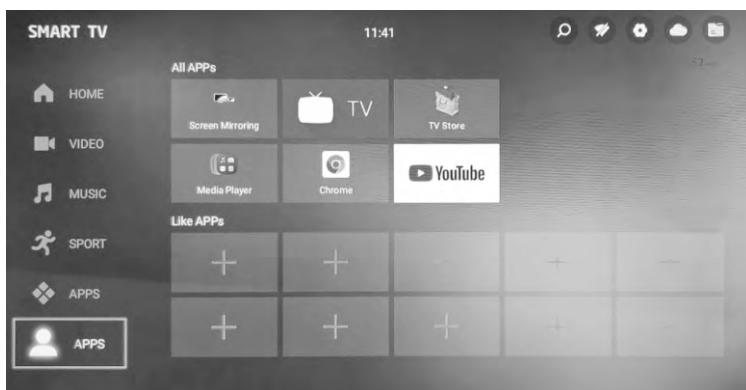 SMART TV
11:41
All APPs
HOME
VIDEO
MUSIC
SPORT
APPS
APPS
Screen Mirroring
TV
TV Store
Media Player
Chrome
YouTube
Like APPs